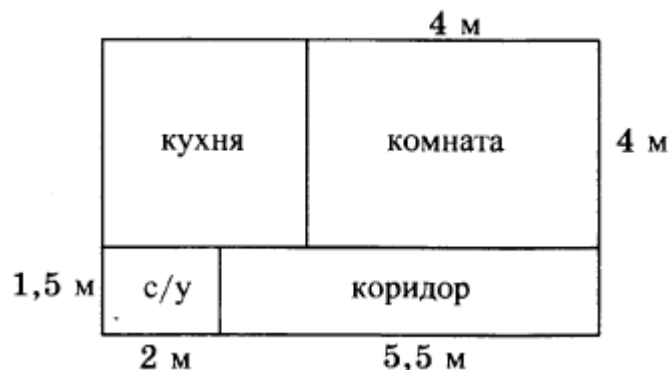 4 м
кухня
комната
4 м
1,5 м
с/у
коридор
2 м
5,5 м